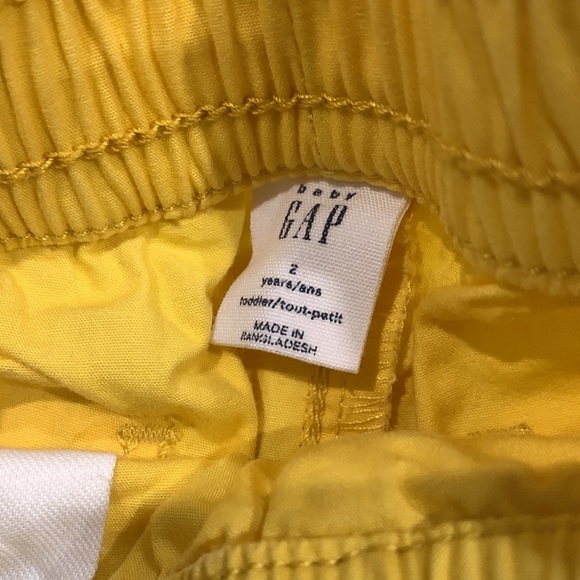 baby
GAP
2
years/ans
toddler/tout-petit
MADE IN
BANGLADESH